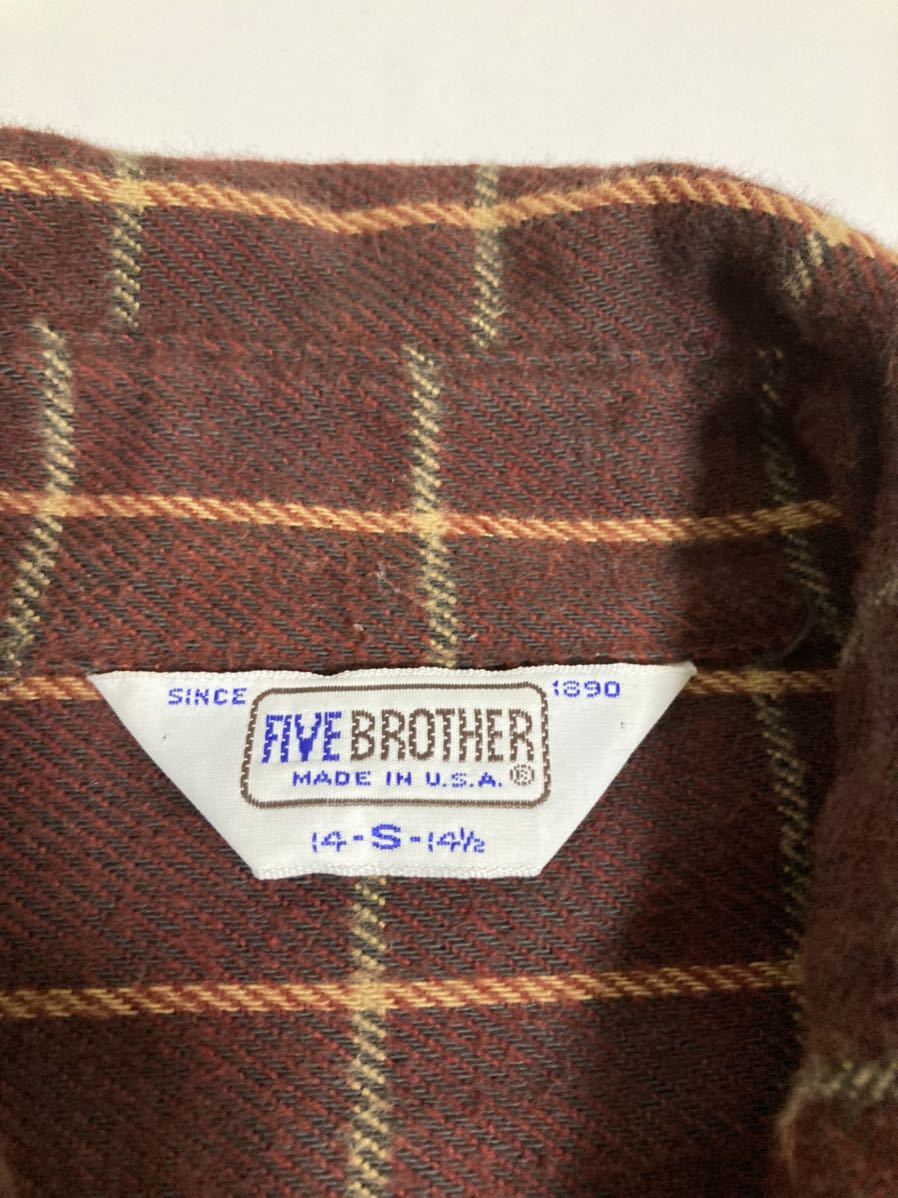 SINCE 1890
FIVE BROTHER
MADE IN U.S.A. ®
14-S-14½